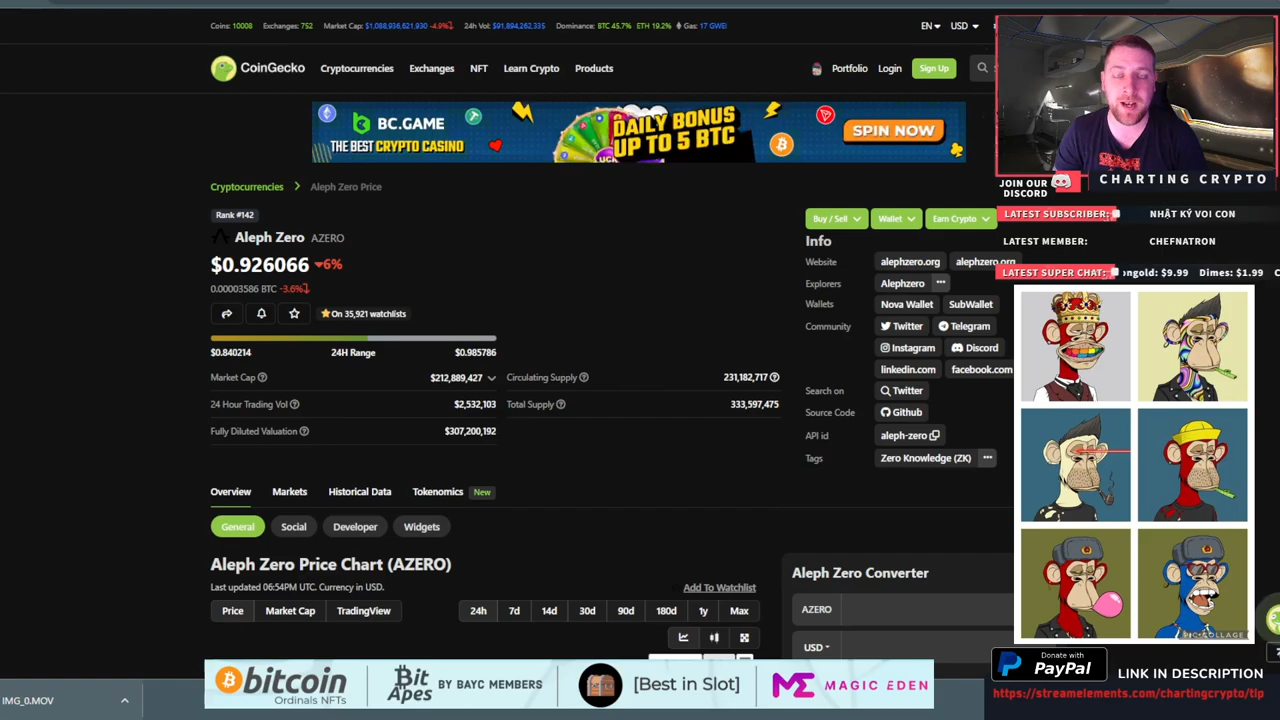 Coins: 10008 Exchanges: 752 Market Cap: $1,088,936,621,930 -4.9% 24h Vol: $91,894,262,335 Dominance: BTC 45.7% ETH 19.2% Gas: 17 GWEI
EN USD
CoinGecko Cryptocurrencies Exchanges NFT Learn Crypto Products Portfolio Login Sign Up
BC.GAME
THE BEST CRYPTO CASINO
DAILY BONUS
UP TO 5 BTC
SPIN NOW
Cryptocurrencies > Aleph Zero Price
Rank #142
Aleph Zero AZERO
$0.926066 6%
0.00003586 BTC -3.6%
On 35,921 watchlists
$0.840214 24H Range $0.985786
Market Cap $212,889,427
Circulating Supply 231,182,717
24 Hour Trading Vol $2,532,103
Total Supply 333,597,475
Fully Diluted Valuation $307,200,192
Buy / Sell Wallet Earn Crypto
Info
Website alephzero.org alephzero.org
Explorers Alephzero
Wallets Nova Wallet SubWallet
Community Twitter Telegram
Instagram Discord
linkedin.com facebook.com
Search on Twitter
Source Code Github
API id aleph-zero
Tags Zero Knowledge (ZK)
Overview Markets Historical Data Tokenomics New
General Social Developer Widgets
Aleph Zero Price Chart (AZERO)
Last updated 06:54PM UTC. Currency in USD.
Add To Watchlist
Price Market Cap TradingView
24h 7d 14d 30d 90d 180d 1y Max
Aleph Zero Converter
AZERO
USD
JOIN OUR
DISCORD
CHARTING CRYPTO
LATEST SUBSCRIBER: NHẬT KÝ VOI CON
LATEST MEMBER: CHEFNATRON
LATEST SUPER CHAT: ongold: $9.99 Dimes: $1.99
PIC COLLAGE
bitcoin
Ordinals NFTs
Bit
Apes
BY BAYC MEMBERS
[Best in Slot]
MAGIC EDEN
Donate with
PayPal
LINK IN DESCRIPTION
https://streamelements.com/chartingcrypto/tip
IMG_0.MOV